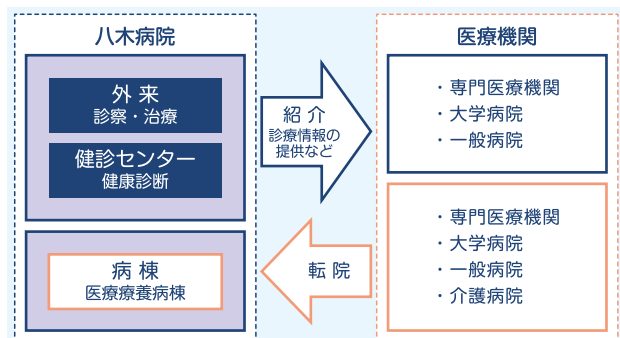 八木病院
外来
診察・治療
健診センター
健康診断
病棟
医療療養病棟
紹介
診療情報の
提供など
転院
医療機関
・専門医療機関
・大学病院
・一般病院
・専門医療機関
・大学病院
・一般病院
・介護病院